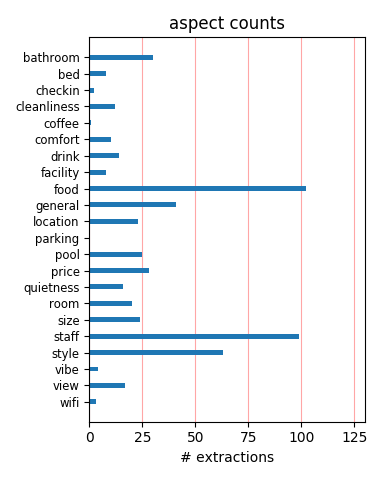 aspect counts
bathroom
bed
checkin
cleanliness
coffee
comfort
drink
facility
food
general
location
parking
pool
price
quietness
room
size
staff
style
vibe
view
wifi
0 25 50 75 100 125
# extractions